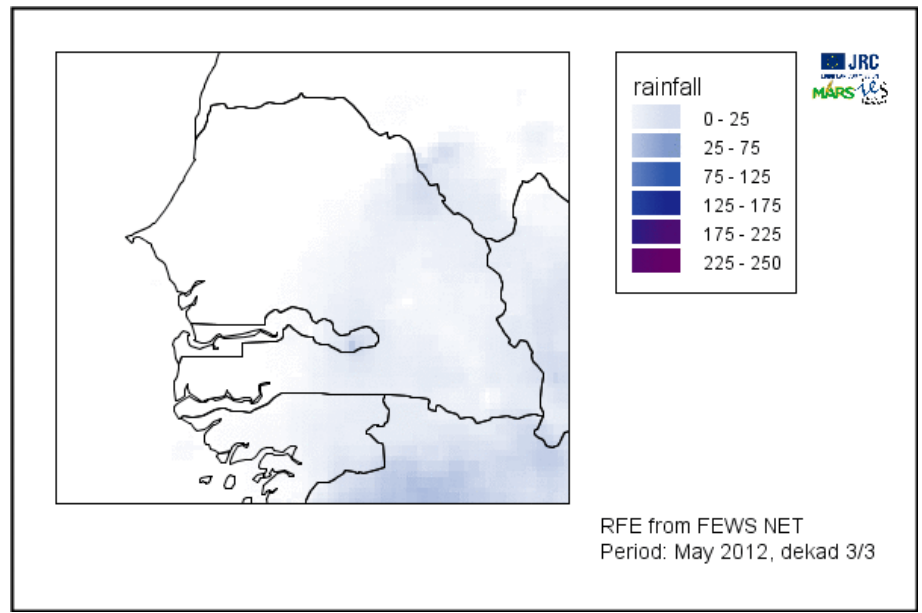 rainfall
0 - 25
25 - 75
75 - 125
125 - 175
175 - 225
225 - 250
JRC
MARS ies
RFE from FEWS NET
Period: May 2012, dekad 3/3